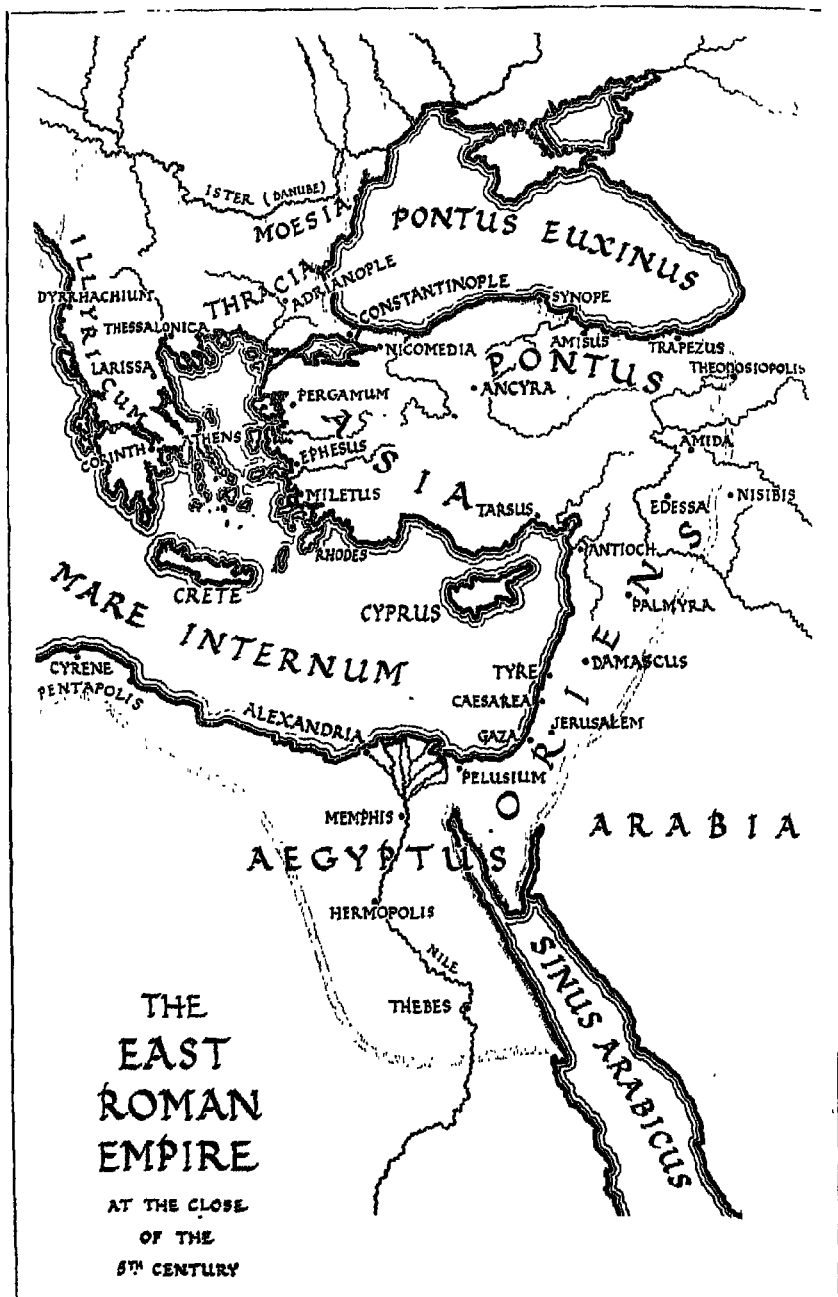 ISTER (DANUBE)
MOESIA
PONTUS EUXINUS
ILLYRICUM
THRACIA
ADRIANOPLE
DYRRHACHIUM
CONSTANTINOPLE
SYNOPE
THESSALONICA
NICOMEDIA
AMISUS
TRAPEZUS
LARISSA
PONTUS
THEODOSIOPOLIS
PERGAMUM
ANCYRA
ASIA
CORINTH
ATHENS
EPHESUS
AMIDA
MILETUS
TARSUS
EDESSA
NISIBIS
RHODES
ANTIOCH
CRETE
CYPRUS
PALMYRA
MARE INTERNUM
ORIENS
CYRENE
PENTAPOLIS
TYRE
DAMASCUS
CAESAREA
ALEXANDRIA
GAZA
JERUSALEM
PELUSIUM
MEMPHIS
ARABIA
AEGYPTUS
HERMOPOLIS
NILE
SINUS ARABICUS
THEBES
THE
EAST
ROMAN
EMPIRE
AT THE CLOSE
OF THE
5TH CENTURY